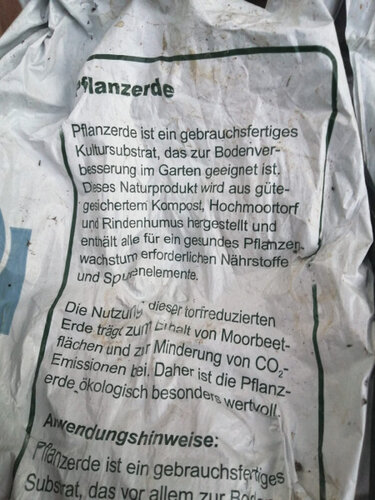 Pflanzerde
Pflanzerde ist ein gebrauchsfertiges
Kultursubstrat, das zur Bodenver-
besserung im Garten geeignet ist.
Dieses Naturprodukt wird aus güte-
gesichertem Kompost, Hochmoortorf
und Rindenhumus hergestellt und
enthält alle für ein gesundes Pflanzen-
wachstum erforderlichen Nährstoffe
und Spurenelemente.
Die Nutzung dieser torfreduzierten
Erde trägt zum Erhalt von Moorbeet-
flächen und zur Minderung von CO₂-
Emissionen bei. Daher ist die Pflanz-
erde ökologisch besonders wertvoll.
Anwendungshinweise:
Pflanzerde ist ein gebrauchsfertiges
Substrat, das vor allem zur Boden-